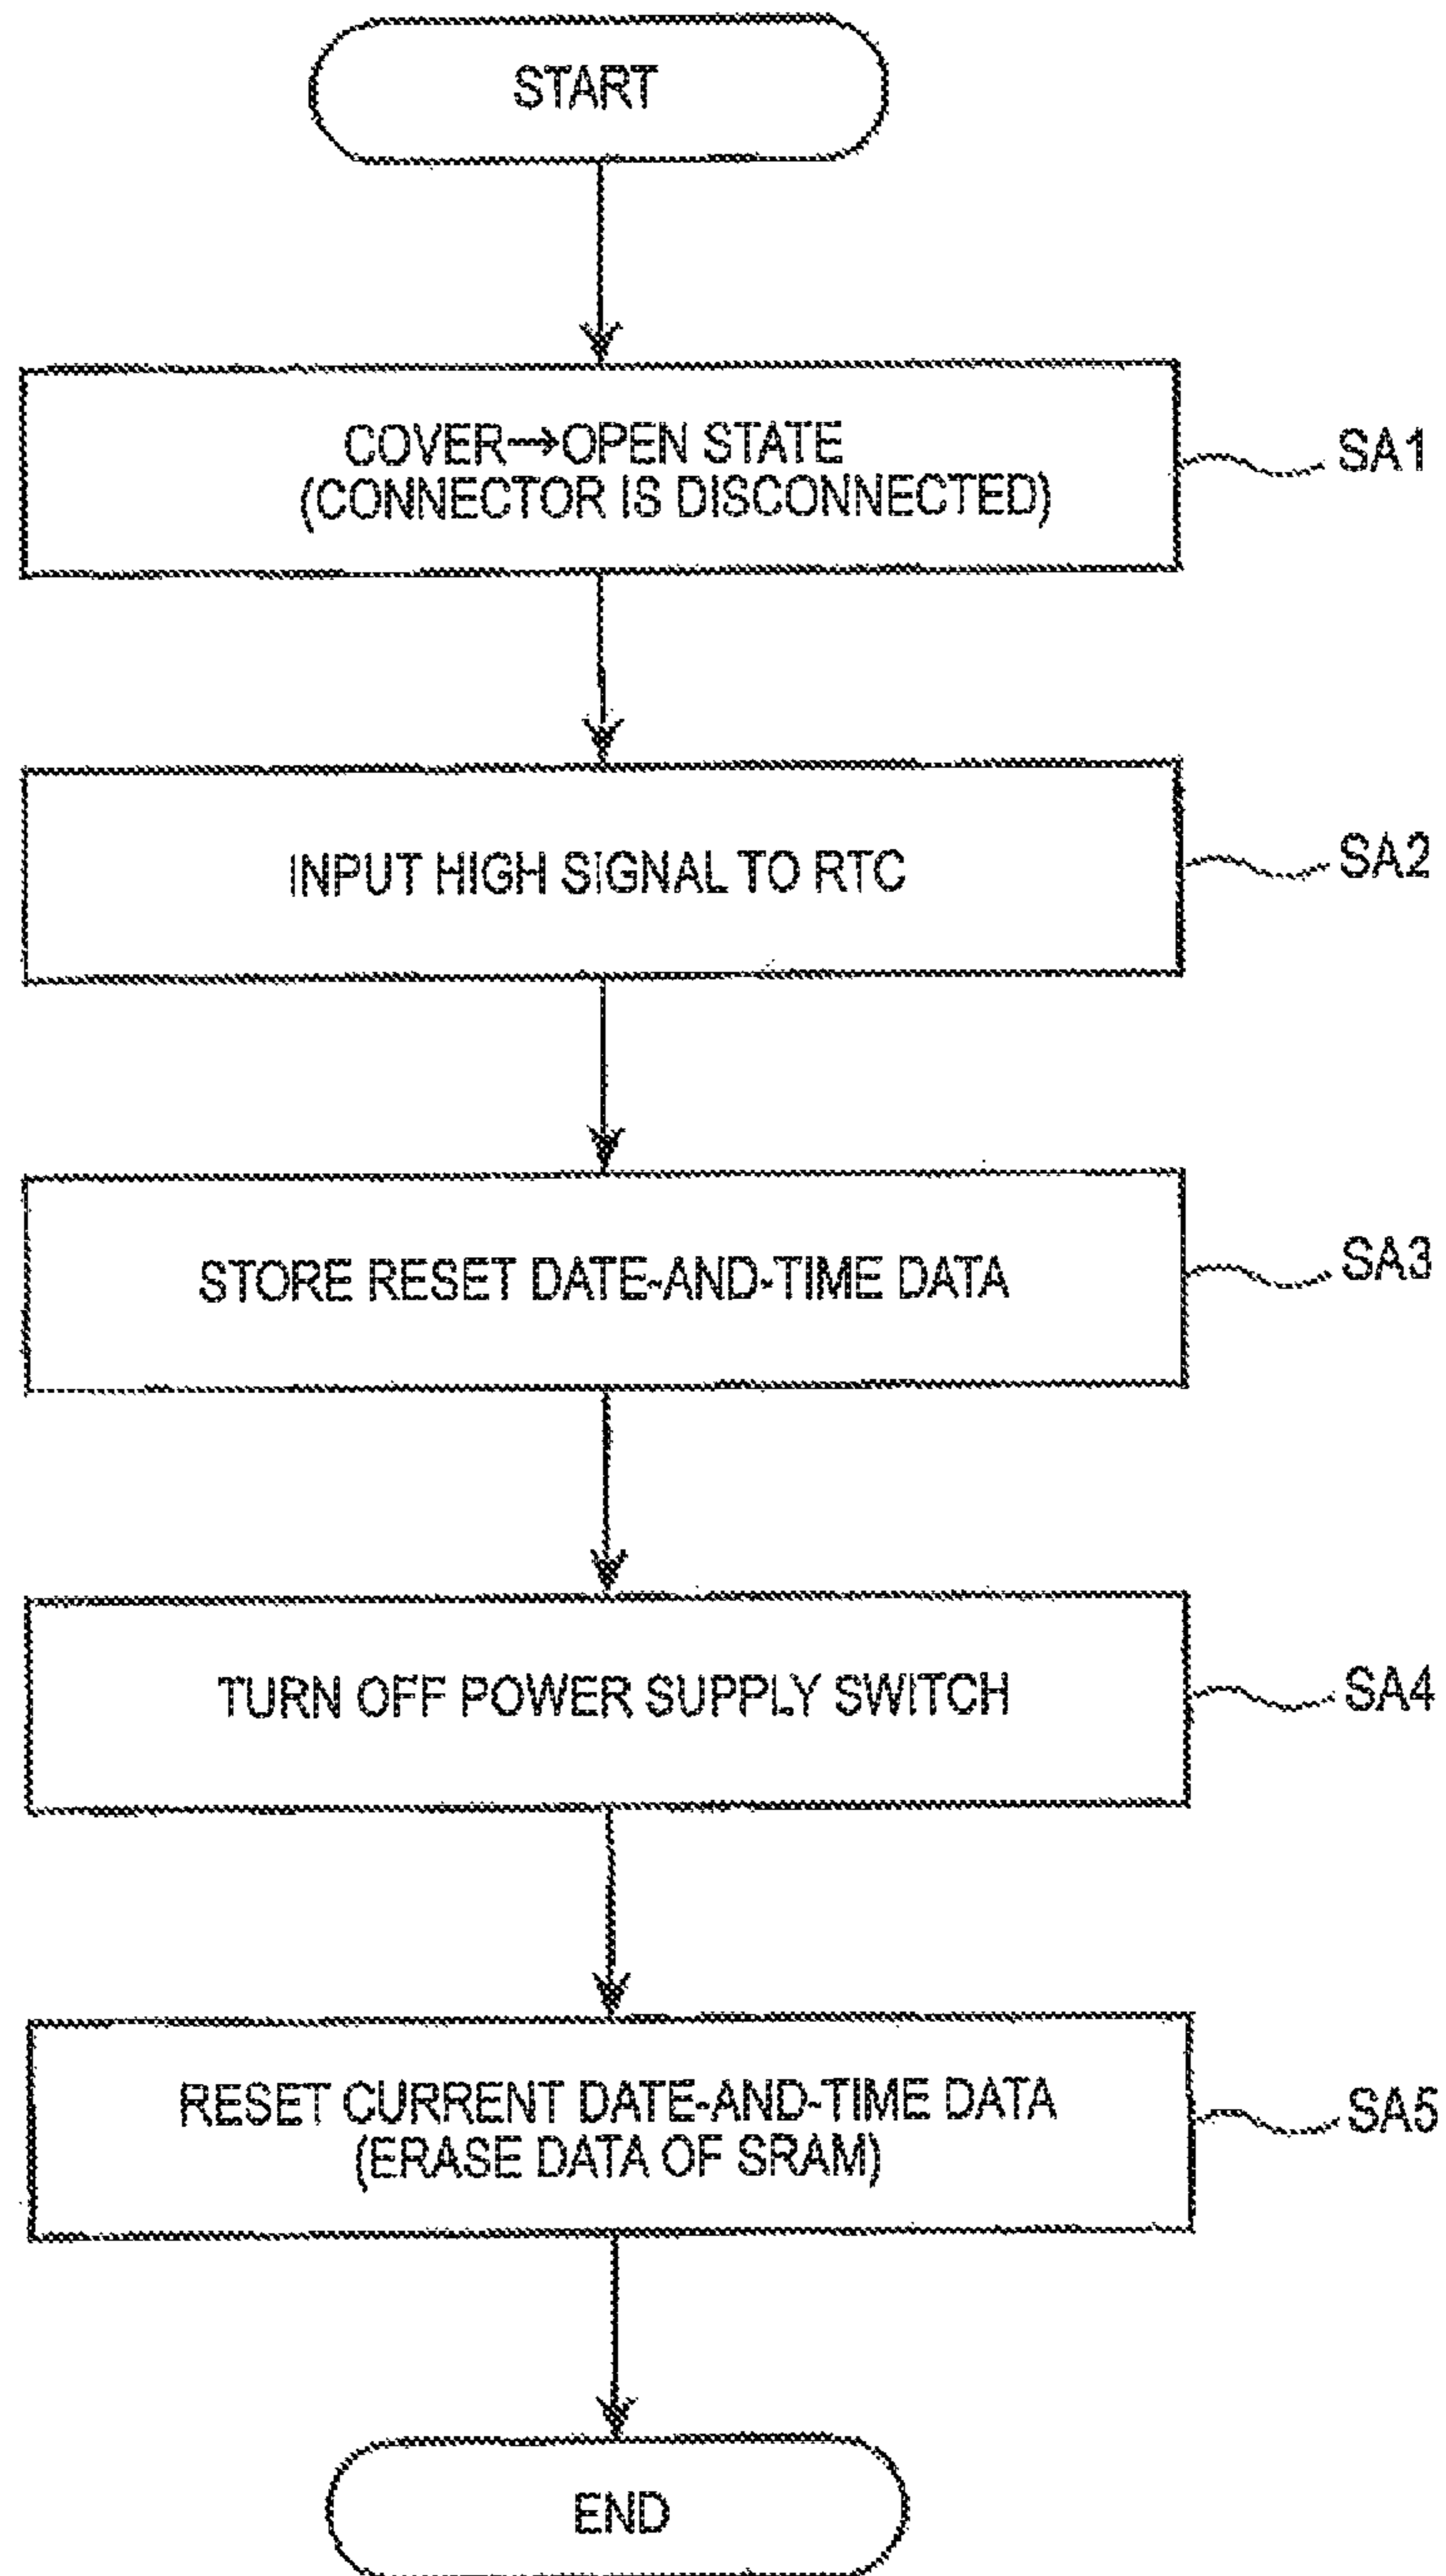 START
COVER→OPEN STATE
(CONNECTOR IS DISCONNECTED)
SA1
INPUT HIGH SIGNAL TO RTC
SA2
STORE RESET DATE-AND-TIME DATA
SA3
TURN OFF POWER SUPPLY SWITCH
SA4
RESET CURRENT DATE-AND-TIME DATA
(ERASE DATA OF SRAM)
SA5
END